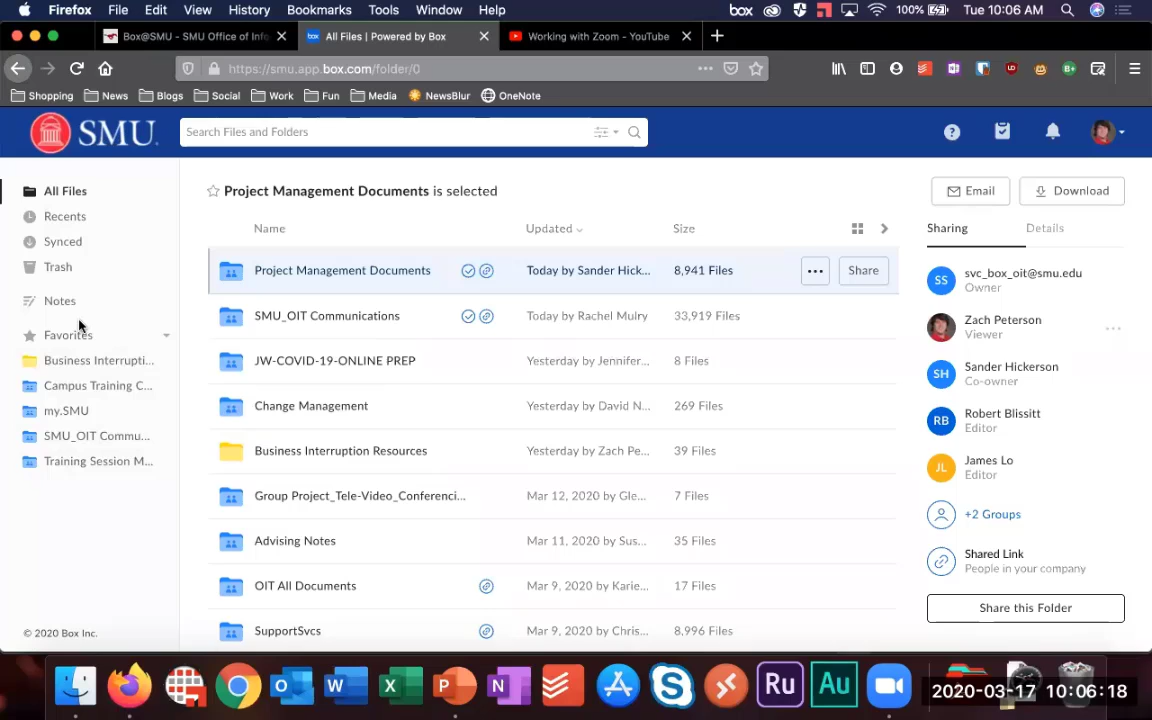 Firefox File Edit View History Bookmarks Tools Window Help box 100% Tue 10:06 AM
Box@SMU - SMU Office of Info All Files | Powered by Box Working with Zoom - YouTube
https://smu.app.box.com/folder/0
Shopping News Blogs Social Work Fun Media NewsBlur OneNote
SMU Search Files and Folders
All Files
Recents
Synced
Trash
Notes
Favorites
Business Interrupti...
Campus Training C...
my.SMU
SMU_OIT Commu...
Training Session M...
© 2020 Box Inc.
Project Management Documents is selected
Name Updated Size
Project Management Documents Today by Sander Hick... 8,941 Files Share
SMU_OIT Communications Today by Rachel Mulry 33,919 Files
JW-COVID-19-ONLINE PREP Yesterday by Jennifer... 8 Files
Change Management Yesterday by David N... 269 Files
Business Interruption Resources Yesterday by Zach Pe... 39 Files
Group Project_Tele-Video_Conferenci... Mar 12, 2020 by Gle... 7 Files
Advising Notes Mar 11, 2020 by Sus... 35 Files
OIT All Documents Mar 9, 2020 by Karie... 17 Files
SupportSvcs Mar 9, 2020 by Chris... 8,996 Files
Email Download
Sharing Details
SS svc_box_oit@smu.edu
Owner
Zach Peterson
Viewer
SH Sander Hickerson
Co-owner
RB Robert Blissitt
Editor
JL James Lo
Editor
+2 Groups
Shared Link
People in your company
Share this Folder
O W X P N S Ru Au
2020-03-17 10:06:18